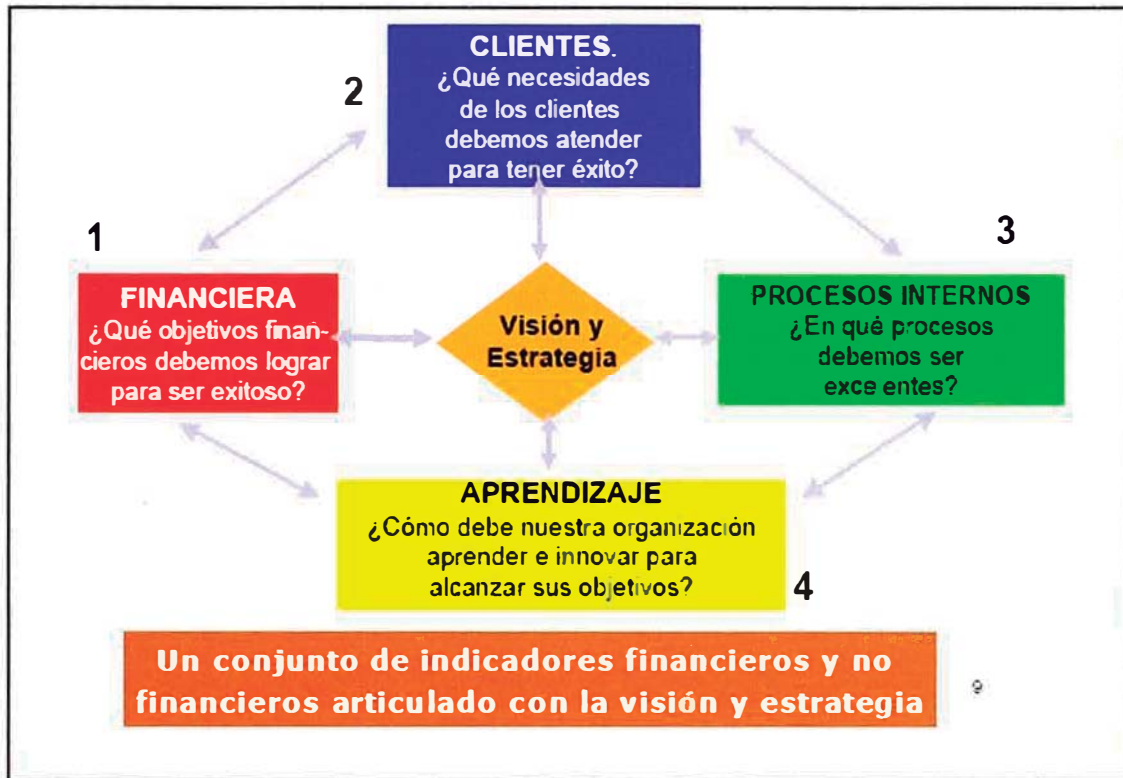 CLIENTES.
¿Qué necesidades
de los clientes
debemos atender
para tener éxito?
2
1
3
FINANCIERA
¿Qué objetivos finan-
cieros debemos lograr
para ser exitoso?
Visión y
Estrategia
PROCESOS INTERNOS
¿En qué procesos
debemos ser
exce entes?
APRENDIZAJE
¿Cómo debe nuestra organización
aprender e innovar para
alcanzar sus objetivos?
4
Un conjunto de indicadores financieros y no
financieros articulado con la visión y estrategia
9